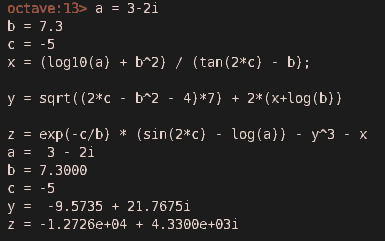 octave:13> a = 3-2i
b = 7.3
c = -5
x = (log10(a) + b^2) / (tan(2*c) - b);
y = sqrt((2*c - b^2 - 4)*7) + 2*(x+log(b))
z = exp(-c/b) * (sin(2*c) - log(a)) - y^3 - x
a =  3 - 2i
b = 7.3000
c = -5
y =  -9.5735 + 21.7675i
z = -1.2726e+04 + 4.3300e+03i